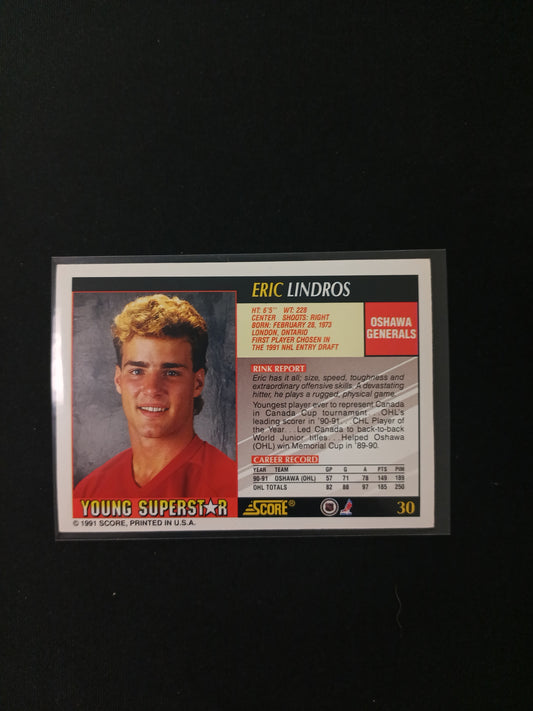 ERIC LINDROS
HT: 6'5" WT: 228
CENTER SHOOTS: RIGHT
BORN: FEBRUARY 28, 1973
LONDON, ONTARIO
FIRST PLAYER CHOSEN IN
THE 1991 NHL ENTRY DRAFT
OSHAWA
GENERALS
RINK REPORT
Eric has it all; size, speed, toughness and
extraordinary offensive skills. A devastating
hitter, he plays a rugged, physical game.
Youngest player ever to represent Canada
in Canada Cup tournament. . .OHL's
leading scorer in '90-91. . .CHL Player of
the Year. . .Led Canada to back-to-back
World Junior titles. . .Helped Oshawa
(OHL) win Memorial Cup in '89-90.
CAREER RECORD
YEAR TEAM GP G A PTS PIM
90-91 OSHAWA (OHL) 57 71 78 149 189
OHL TOTALS 82 88 97 185 250
YOUNG SUPERSTAR
SCORE® 30
© 1991 SCORE, PRINTED IN U.S.A.